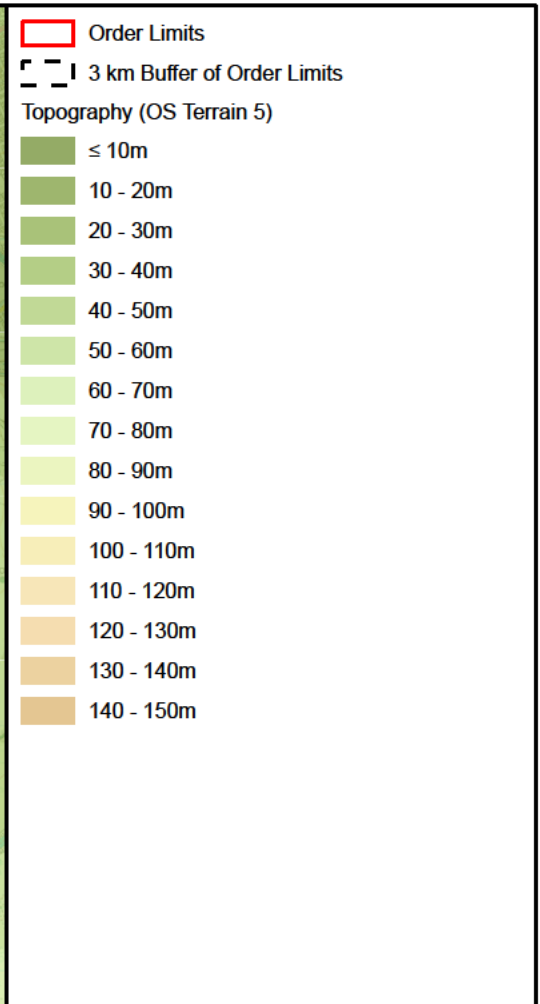 Order Limits
3 km Buffer of Order Limits
Topography (OS Terrain 5)
≤ 10m
10 - 20m
20 - 30m
30 - 40m
40 - 50m
50 - 60m
60 - 70m
70 - 80m
80 - 90m
90 - 100m
100 - 110m
110 - 120m
120 - 130m
130 - 140m
140 - 150m